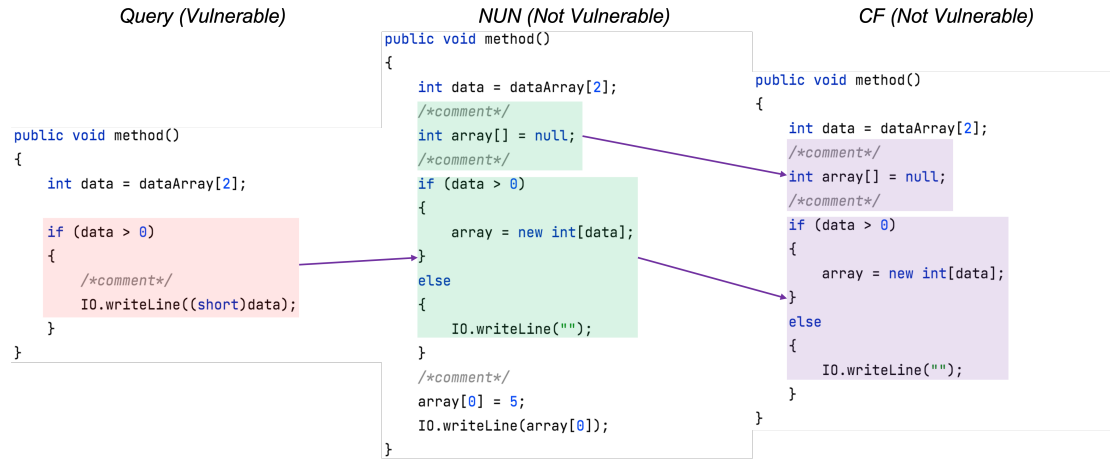 Query (Vulnerable)
public void method()
{
    int data = dataArray[2];

    if (data > 0)
    {
        /*comment*/
        IO.writeLine((short)data);
    }
}
NUN (Not Vulnerable)
public void method()
{
    int data = dataArray[2];
    /*comment*/
    int array[] = null;
    /*comment*/
    if (data > 0)
    {
        array = new int[data];
    }
    else
    {
        IO.writeLine("");
    }
    /*comment*/
    array[0] = 5;
    IO.writeLine(array[0]);
}
CF (Not Vulnerable)
public void method()
{
    int data = dataArray[2];
    /*comment*/
    int array[] = null;
    /*comment*/
    if (data > 0)
    {
        array = new int[data];
    }
    else
    {
        IO.writeLine("");
    }
}